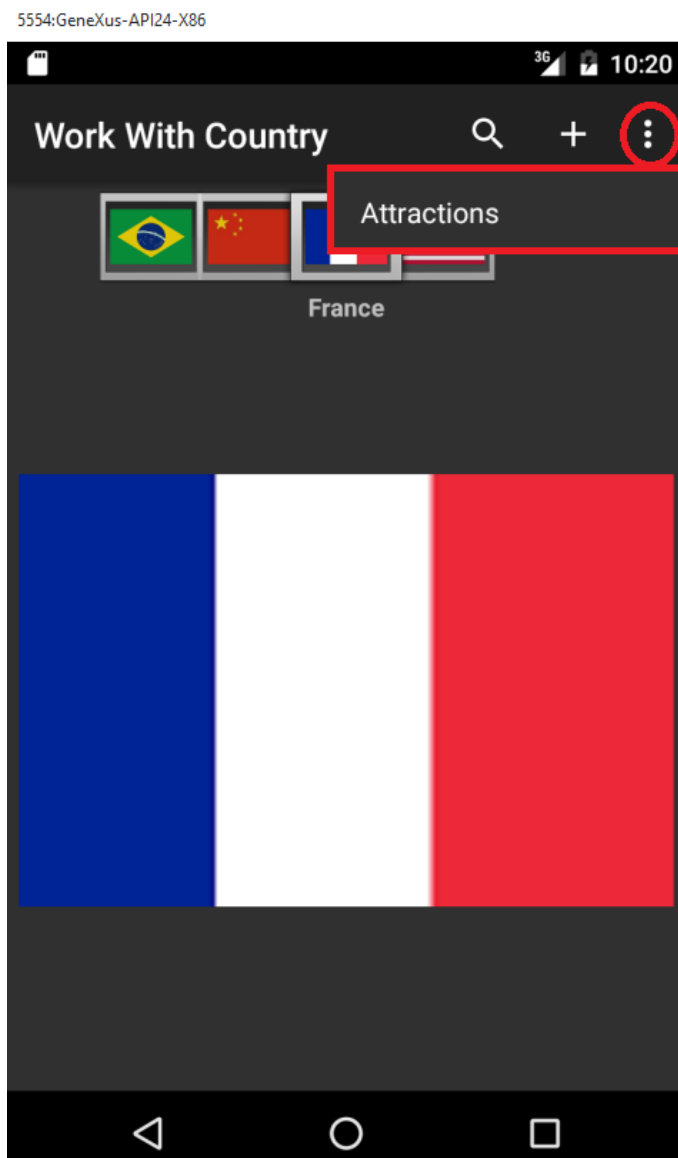 5554:GeneXus-API24-X86
3G 10:20
Work With Country
Attractions
France